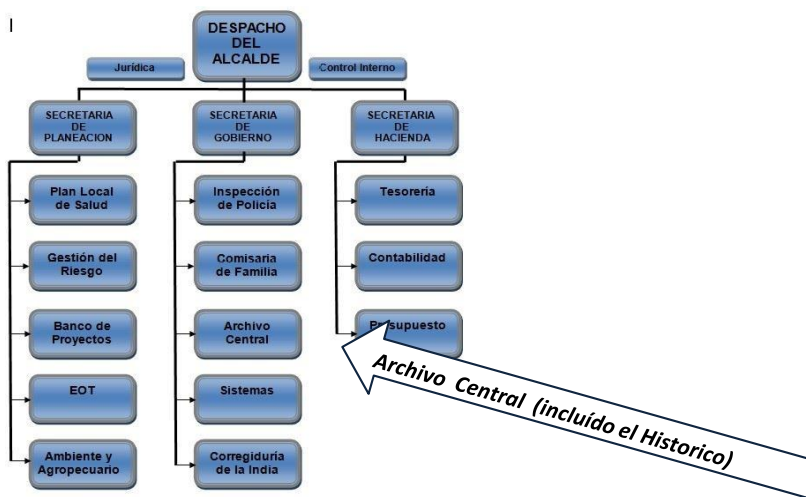 I
DESPACHO
DEL
ALCALDE
Jurídica
Control Interno
SECRETARIA
DE
PLANEACION
SECRETARIA
DE
GOBIERNO
SECRETARIA
DE
HACIENDA
Plan Local
de Salud
Inspección
de Policía
Tesorería
Gestión del
Riesgo
Comisaria
de Familia
Contabilidad
Banco de
Proyectos
Archivo
Central
Presupuesto
Archivo Central (incluído el Historico)
EOT
Sistemas
Ambiente y
Agropecuario
Corregiduría
de la India